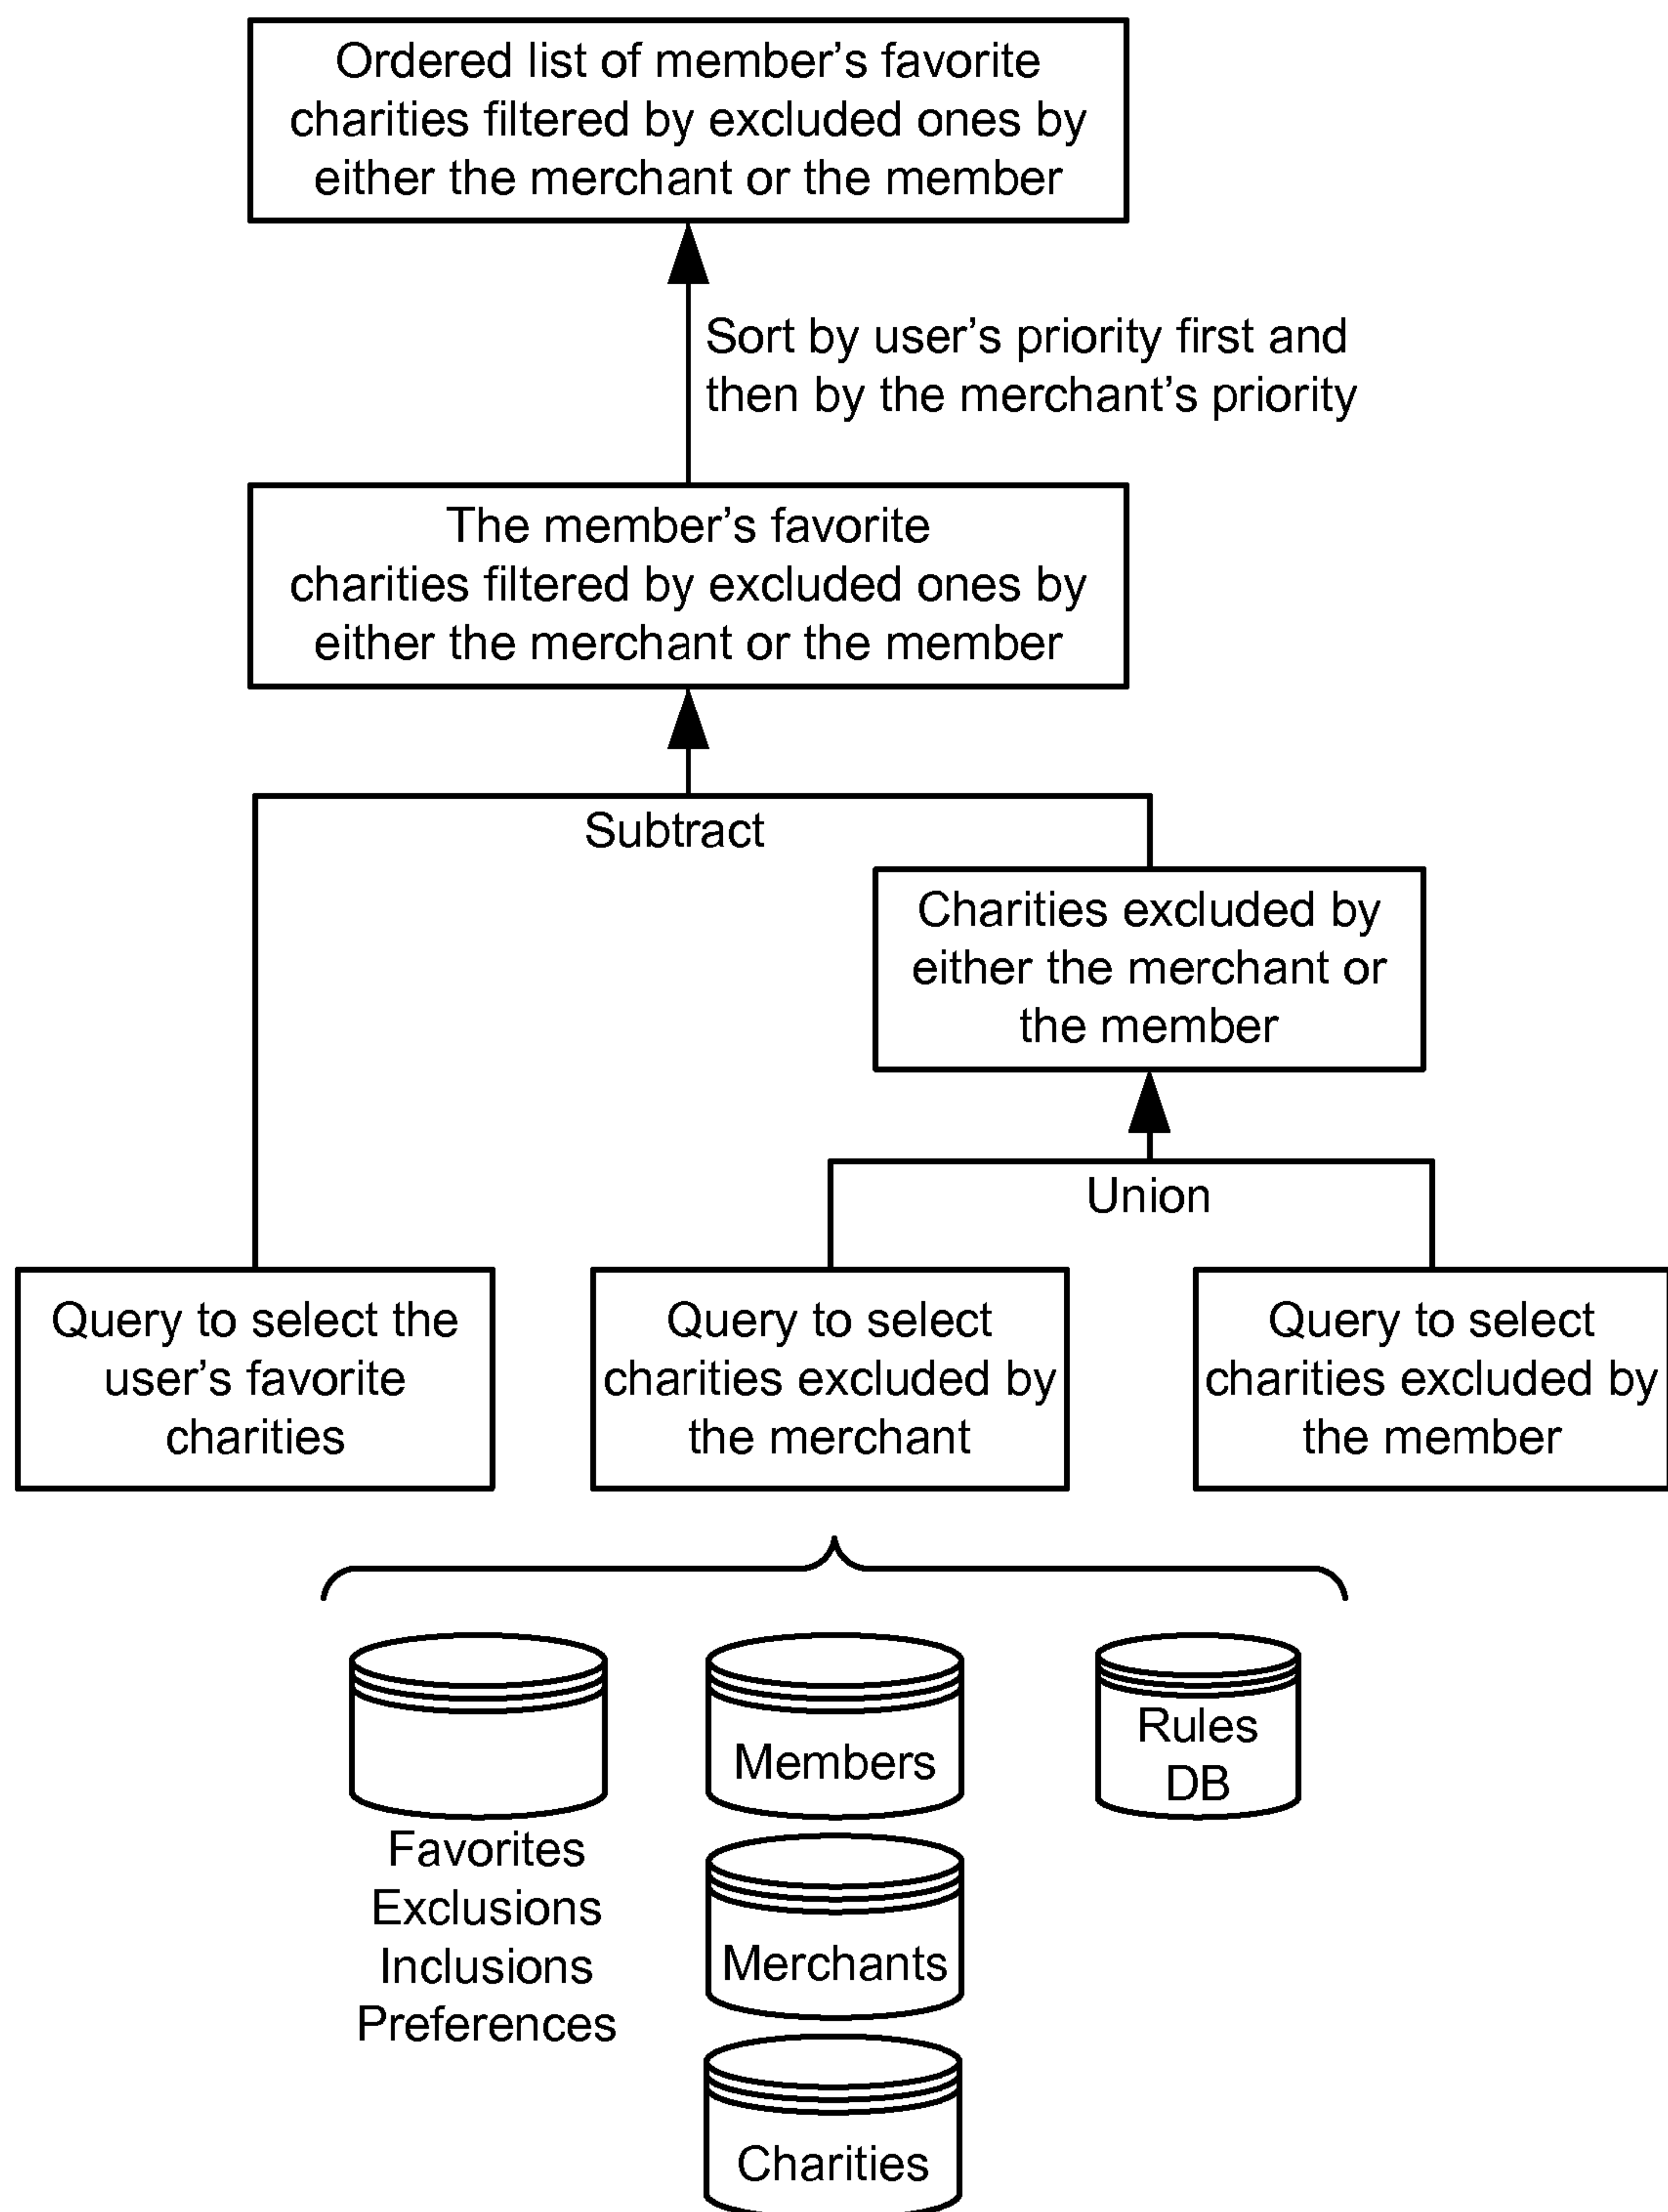 Ordered list of member’s favorite
charities filtered by excluded ones by
either the merchant or the member
Sort by user’s priority first and
then by the merchant’s priority
The member’s favorite
charities filtered by excluded ones by
either the merchant or the member
Subtract
Charities excluded by
either the merchant or
the member
Union
Query to select the
user’s favorite
charities
Query to select
charities excluded by
the merchant
Query to select
charities excluded by
the member
Favorites
Exclusions
Inclusions
Preferences
Members
Merchants
Charities
Rules
DB